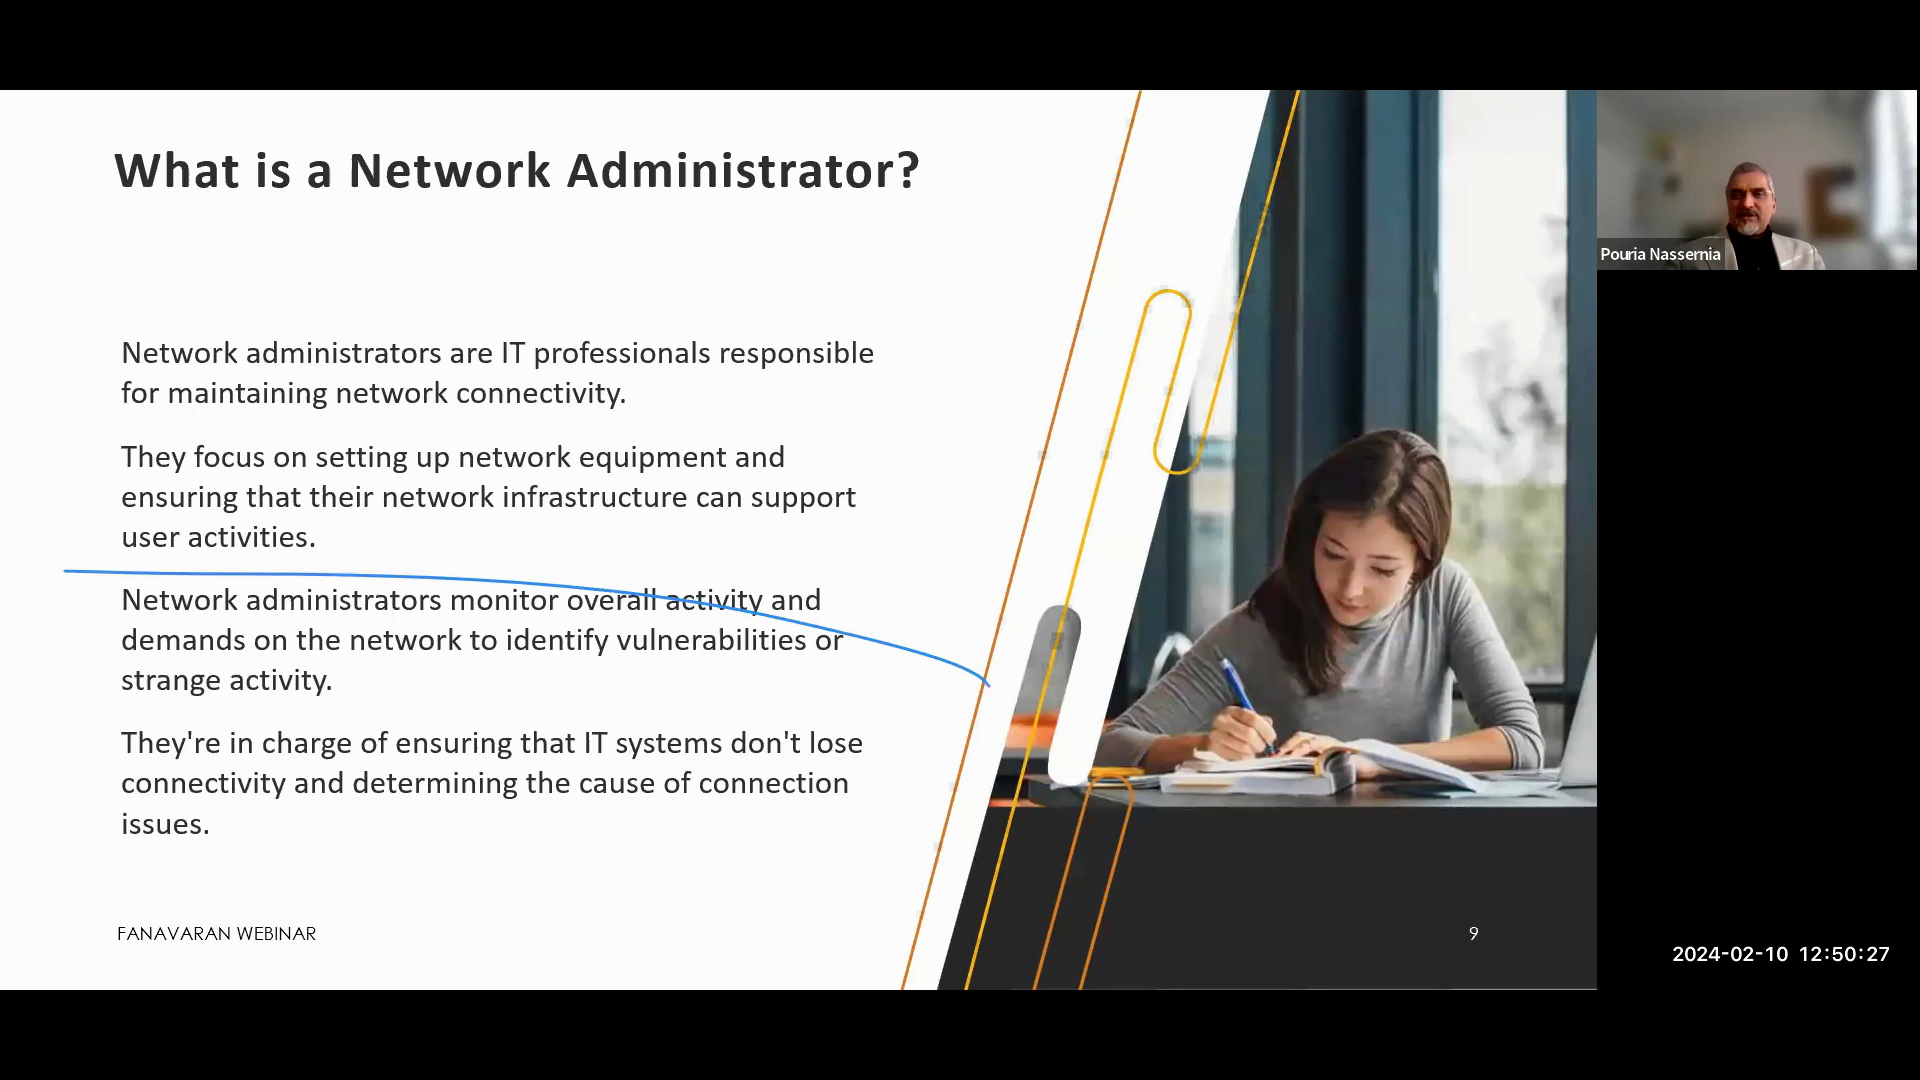 What is a Network Administrator?
Network administrators are IT professionals responsible
for maintaining network connectivity.
They focus on setting up network equipment and
ensuring that their network infrastructure can support
user activities.
Network administrators monitor overall activity and
demands on the network to identify vulnerabilities or
strange activity.
They're in charge of ensuring that IT systems don't lose
connectivity and determining the cause of connection
issues.
FANAVARAN WEBINAR
9
Pouria Nassernia
2024-02-10 12:50:27